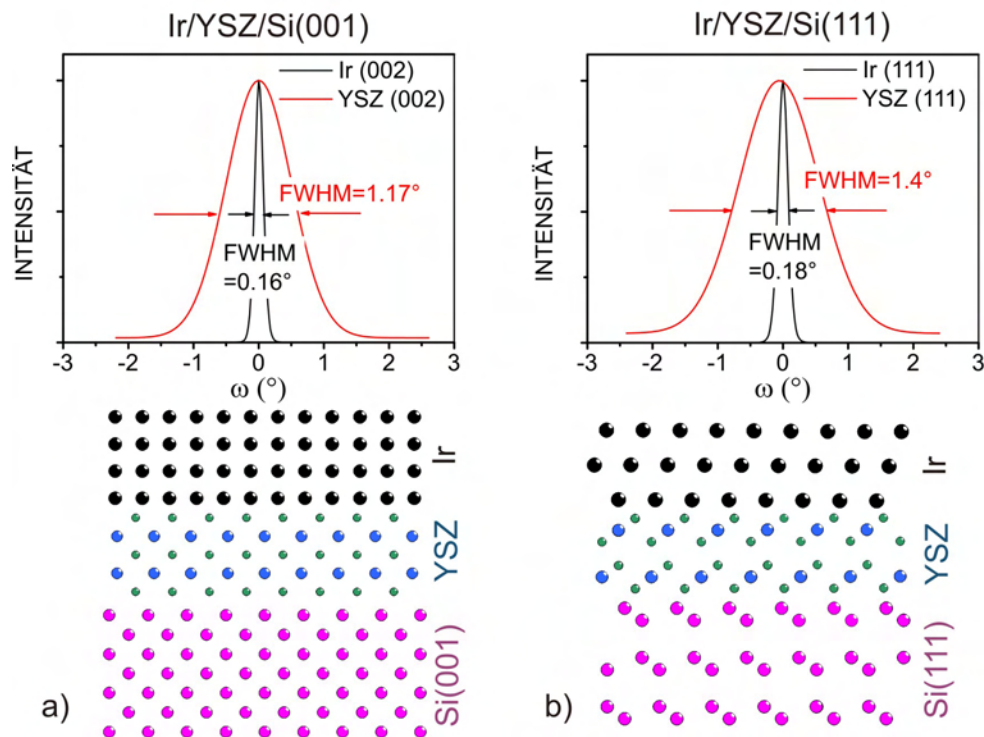 Ir/YSZ/Si(001)
Ir (002)
YSZ (002)
INTENSITÄT
FWHM=1.17°
FWHM
=0.16°
-3 -2 -1 0 1 2 3
ω (°)
Ir
YSZ
Si(001)
a)
Ir/YSZ/Si(111)
Ir (111)
YSZ (111)
INTENSITÄT
FWHM=1.4°
FWHM
=0.18°
-3 -2 -1 0 1 2 3
ω (°)
Ir
YSZ
Si(111)
b)